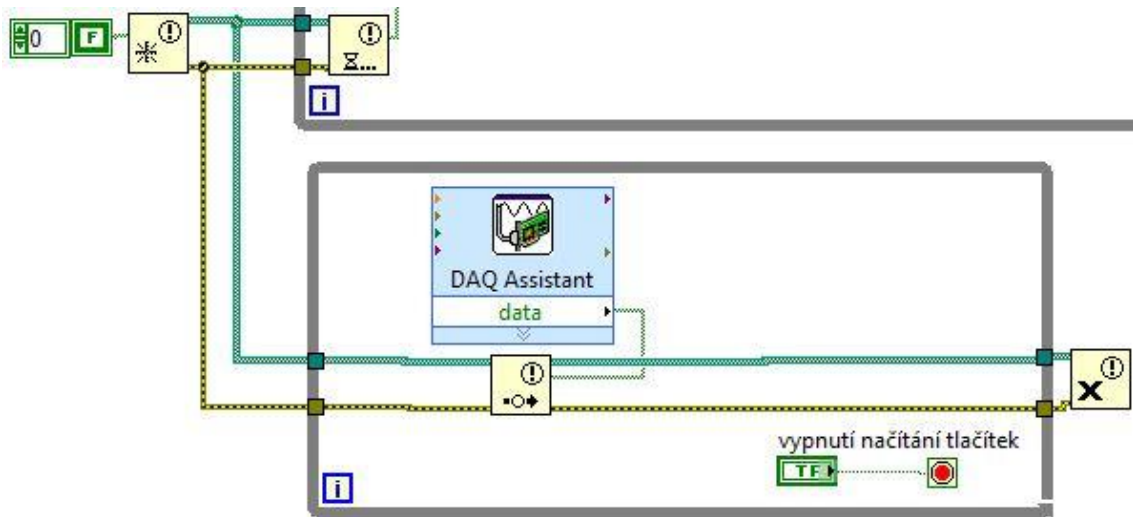 0 F
i
DAQ Assistant
data
vypnutí načítání tlačítek
TF
i